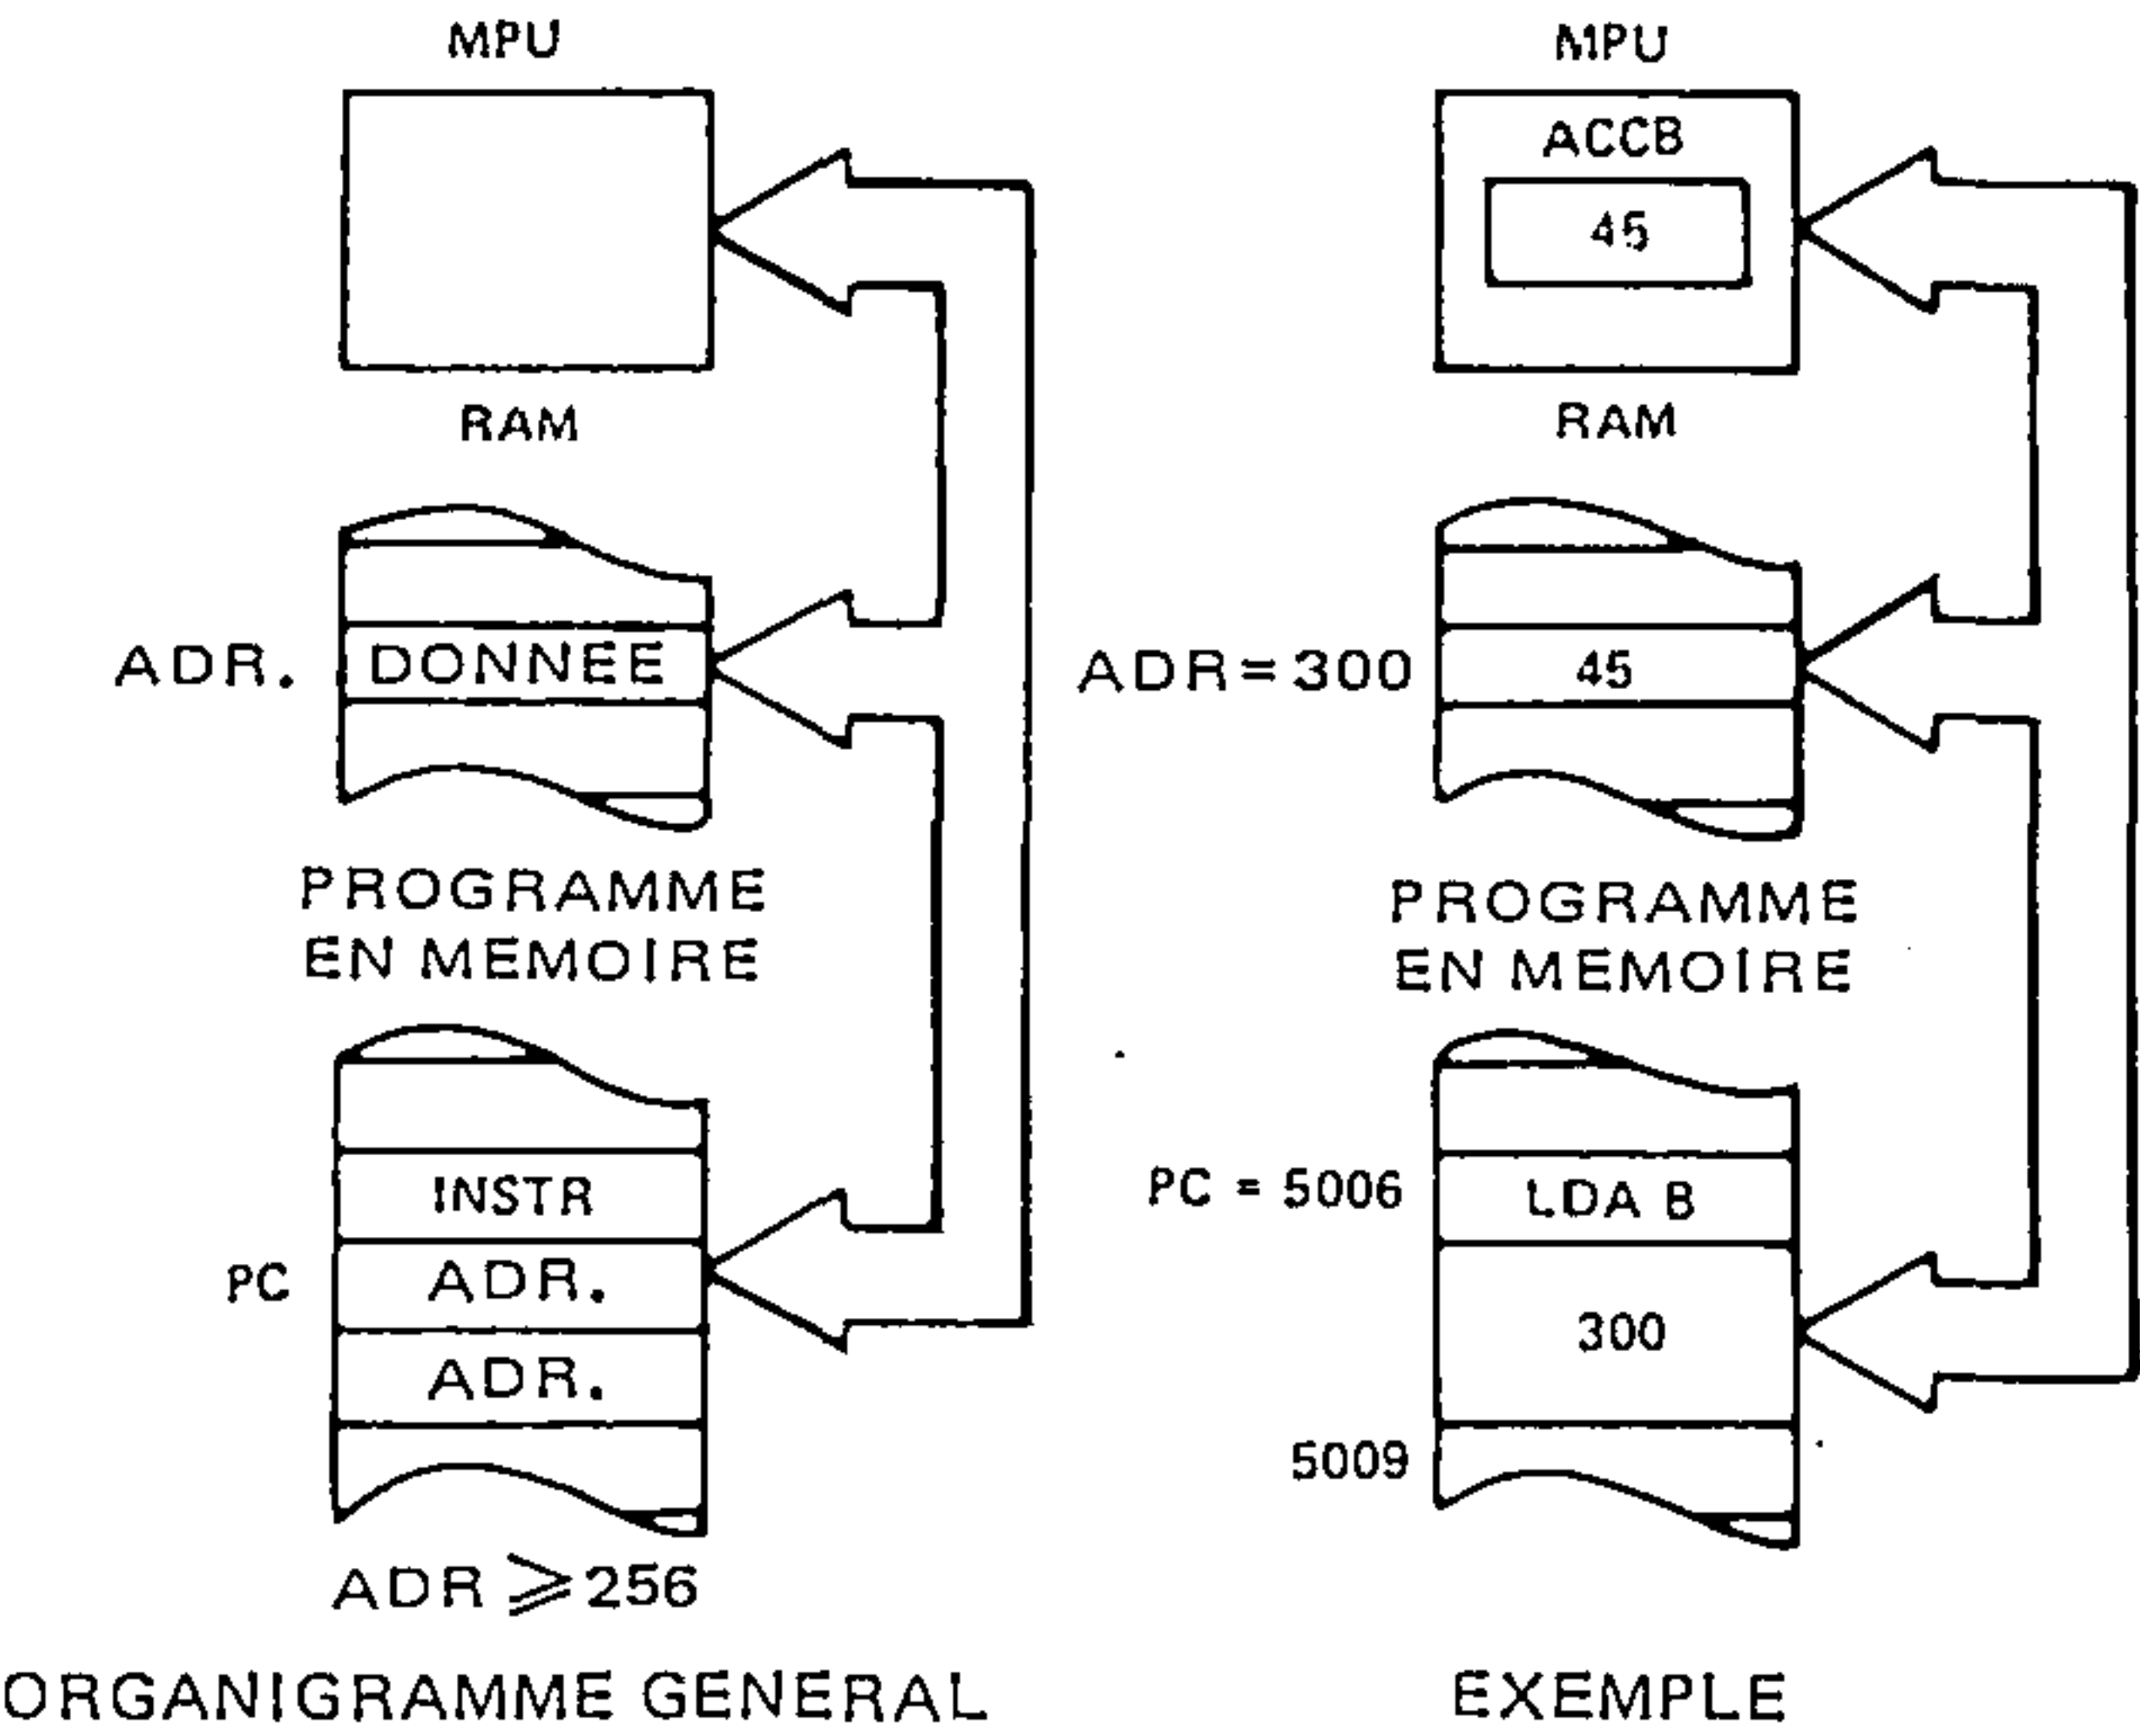 MPU
RAM
ADR. DONNEE
PROGRAMME
EN MEMOIRE
INSTR
PC ADR.
ADR.
ADR ⩾ 256
ORGANIGRAMME GENERAL
MPU
ACCB
45
RAM
ADR=300 45
PROGRAMME
EN MEMOIRE
PC = 5006 LDA B
300
5009
EXEMPLE